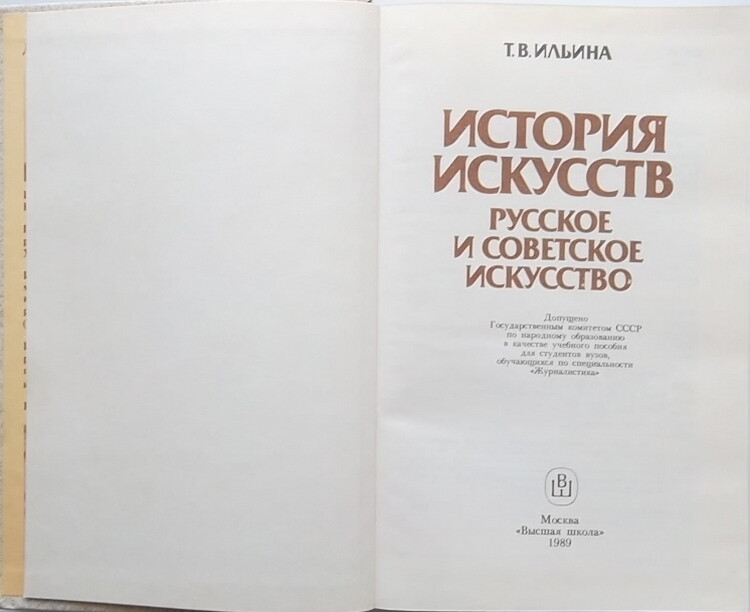 Т. В. ИЛЬИНА
ИСТОРИЯ
ИСКУССТВ
РУССКОЕ
И СОВЕТСКОЕ
ИСКУССТВО
Допущено
Государственным комитетом СССР
по народному образованию
в качестве учебного пособия
для студентов вузов,
обучающихся по специальности
«Журналистика»
В
Ш
Москва
«Высшая школа»
1989